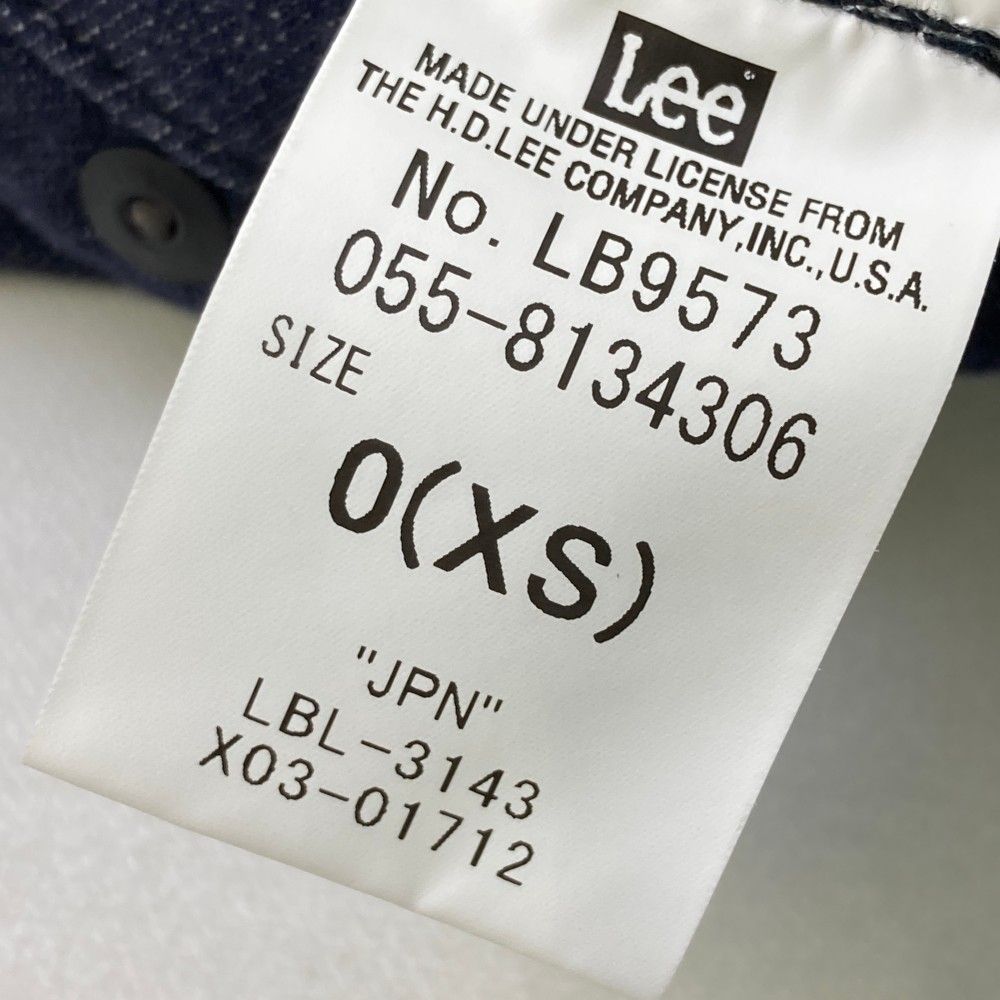 Lee
MADE UNDER LICENSE FROM
THE H.D.LEE COMPANY,INC.,U.S.A.
No. LB9573
055-8134306
SIZE
0(XS)
"JPN"
LBL-3143
X03-01712